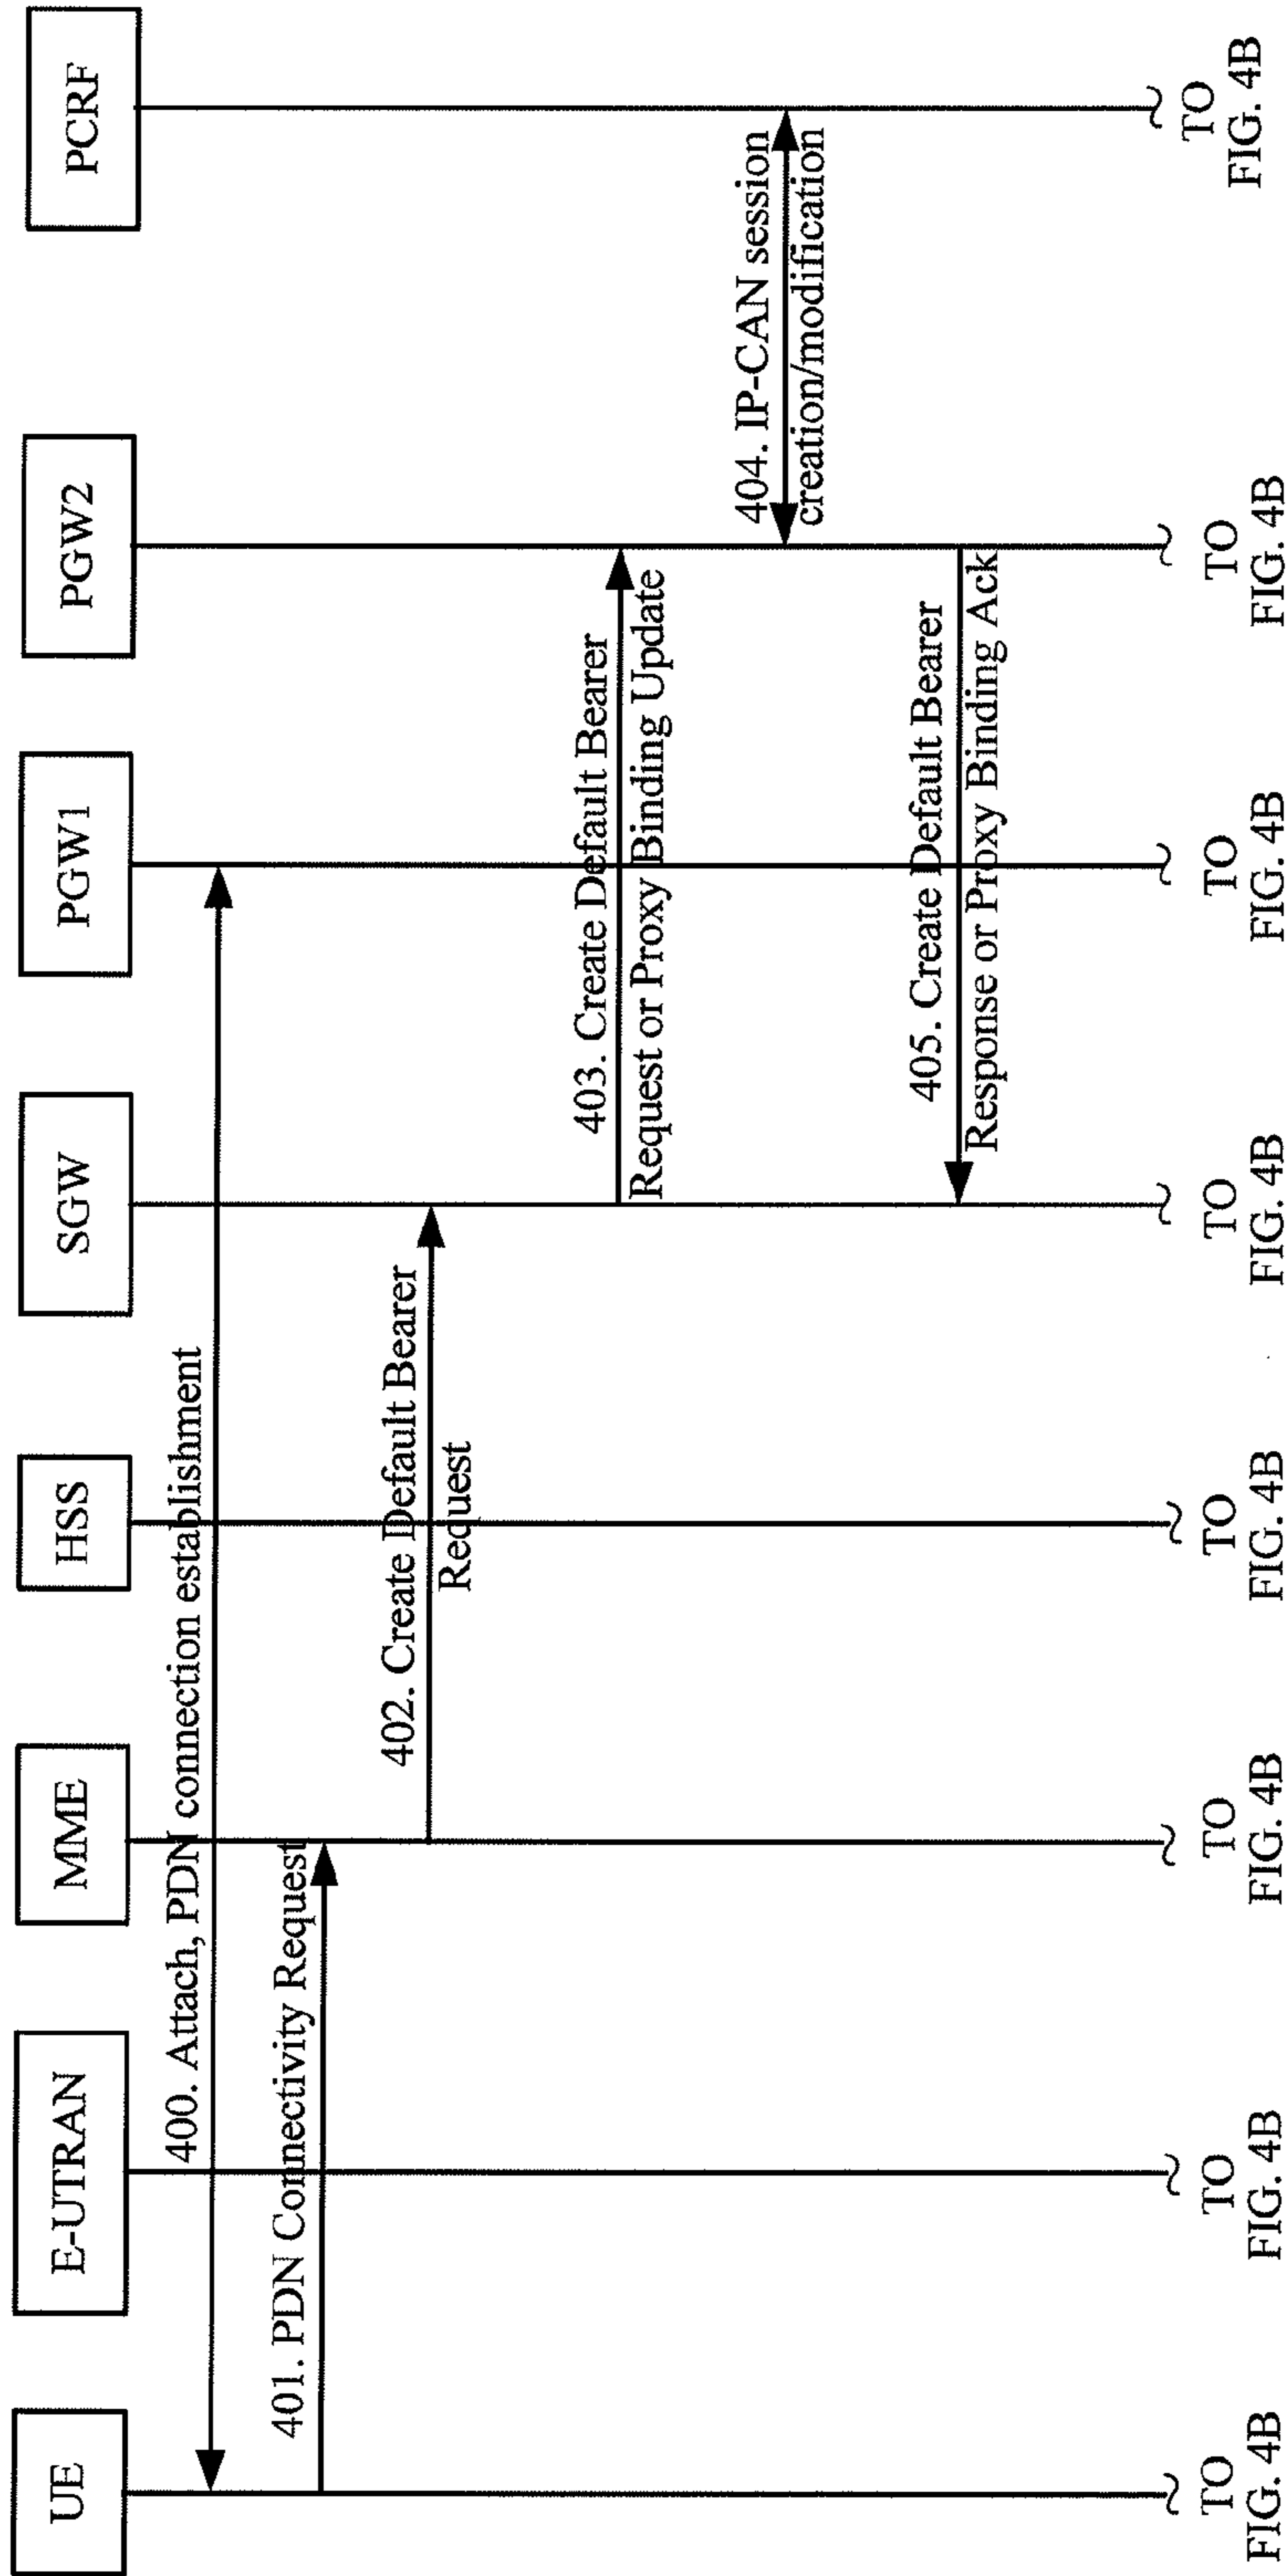 UE
E-UTRAN
MME
HSS
SGW
PGW1
PGW2
PCRF
400. Attach, PDN connection establishment
401. PDN Connectivity Request
402. Create Default Bearer
Request
403. Create Default Bearer
Request or Proxy Binding Update
404. IP-CAN session
creation/modification
405. Create Default Bearer
Response or Proxy Binding Ack
TO
FIG. 4B
TO
FIG. 4B
TO
FIG. 4B
TO
FIG. 4B
TO
FIG. 4B
TO
FIG. 4B
TO
FIG. 4B
TO
FIG. 4B